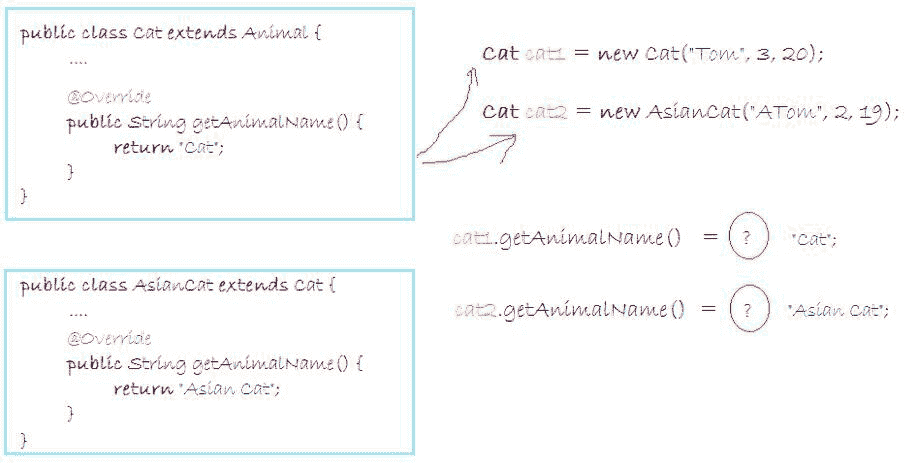 public class Cat extends Animal {
....
@Override
public String getAnimalName() {
return "Cat";
}
}
Cat cat1 = new Cat("Tom", 3, 20);
Cat cat2 = new AsianCat("ATom", 2, 19);
cat1.getAnimalName() = ? "Cat";
cat2.getAnimalName() = ? "Asian Cat";
public class AsianCat extends Cat {
....
@Override
public String getAnimalName() {
return "Asian Cat";
}
}